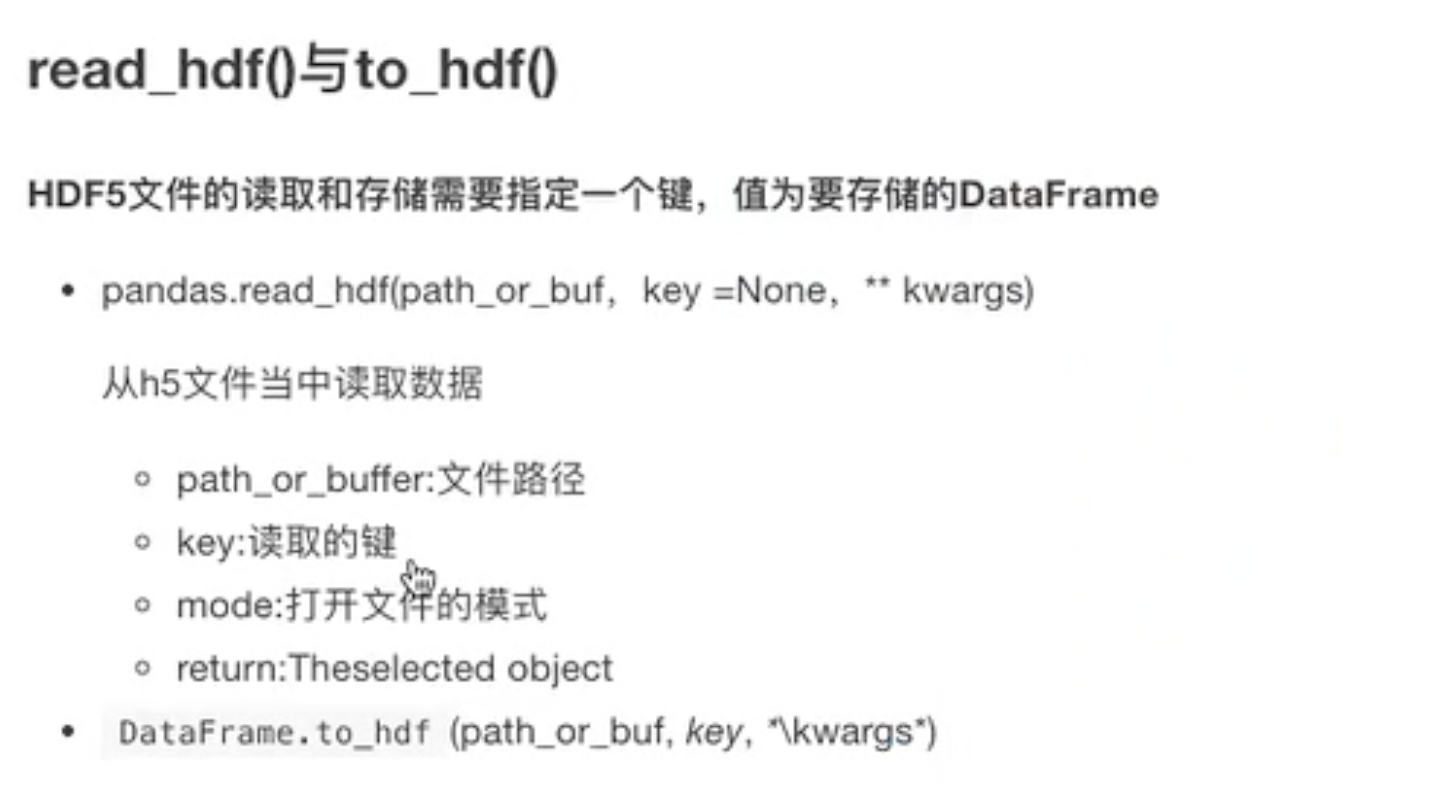 read_hdf()与to_hdf()
HDF5文件的读取和存储需要指定一个键，值为要存储的DataFrame
• pandas.read_hdf(path_or_buf，key =None，** kwargs)
从h5文件当中读取数据
○ path_or_buffer:文件路径
○ key:读取的键
○ mode:打开文件的模式
○ return:Theselected object
• DataFrame.to_hdf (path_or_buf, key, *\kwargs*)